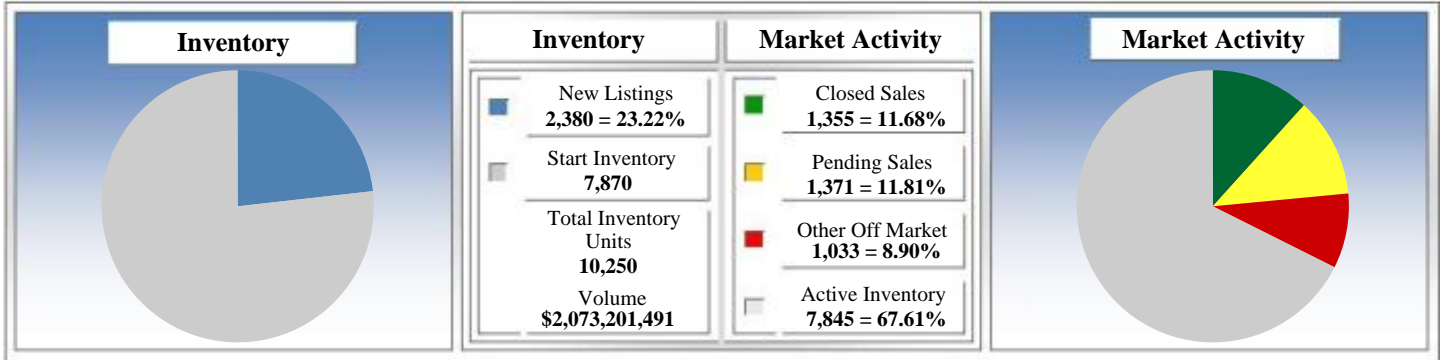 Inventory
Inventory
New Listings
2,380 = 23.22%
Start Inventory
7,870
Total Inventory
Units
10,250
Volume
$2,073,201,491
Market Activity
Closed Sales
1,355 = 11.68%
Pending Sales
1,371 = 11.81%
Other Off Market
1,033 = 8.90%
Active Inventory
7,845 = 67.61%
Market Activity